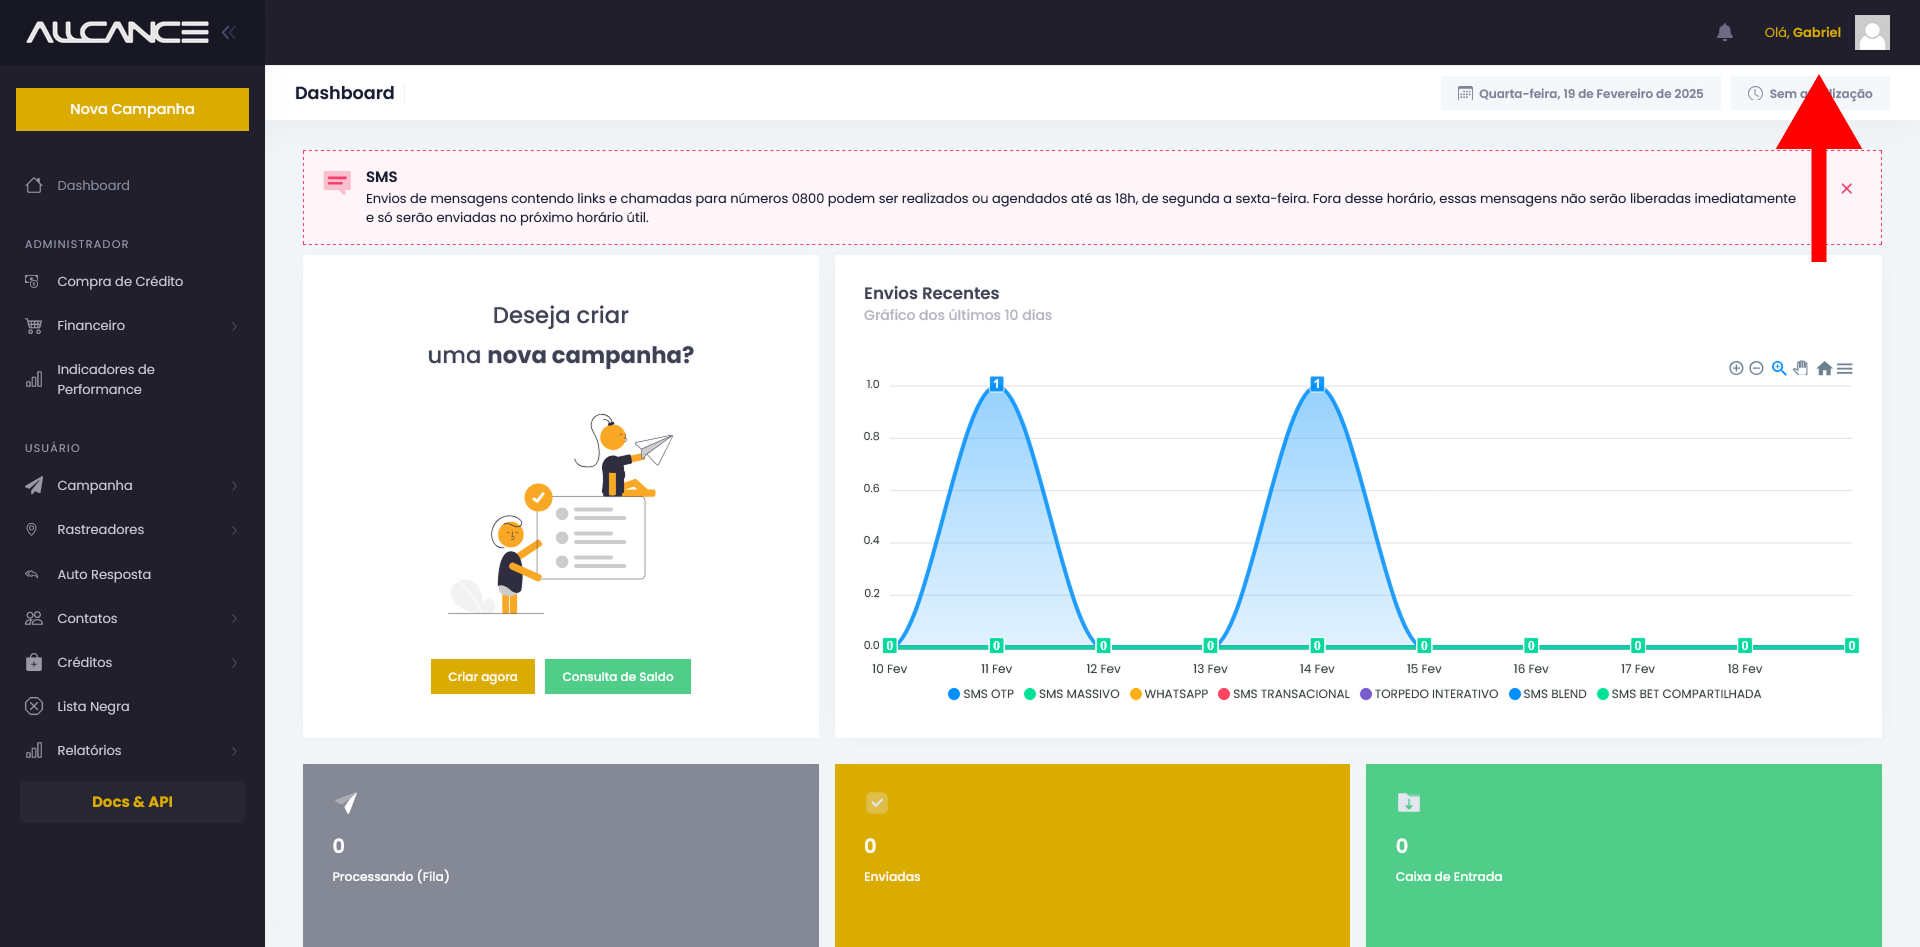 ALLCANCE
Olá, Gabriel
Nova Campanha
Dashboard
Quarta-feira, 19 de Fevereiro de 2025
Sem
Dashboard
ADMINISTRADOR
Compra de Crédito
Financeiro
Indicadores de
Performance
USUÁRIO
Campanha
Rastreadores
Auto Resposta
Contatos
Créditos
Lista Negra
Relatórios
Docs & API
SMS
Envios de mensagens contendo links e chamadas para números 0800 podem ser realizados ou agendados até as 18h, de segunda a sexta-feira. Fora desse horário, essas mensagens não serão liberadas imediatamente
e só serão enviadas no próximo horário útil.
Deseja criar
uma nova campanha?
Criar agora
Consulta de Saldo
Envios Recentes
Gráfico dos últimos 10 dias
1.0
0.8
0.6
0.4
0.2
0.0
1 1
0 0 0 0 0 0 0 0 0 0
10 Fev 11 Fev 12 Fev 13 Fev 14 Fev 15 Fev 16 Fev 17 Fev 18 Fev
SMS OTP SMS MASSIVO WHATSAPP SMS TRANSACIONAL TORPEDO INTERATIVO SMS BLEND SMS BET COMPARTILHADA
0
Processando (Fila)
0
Enviadas
0
Caixa de Entrada